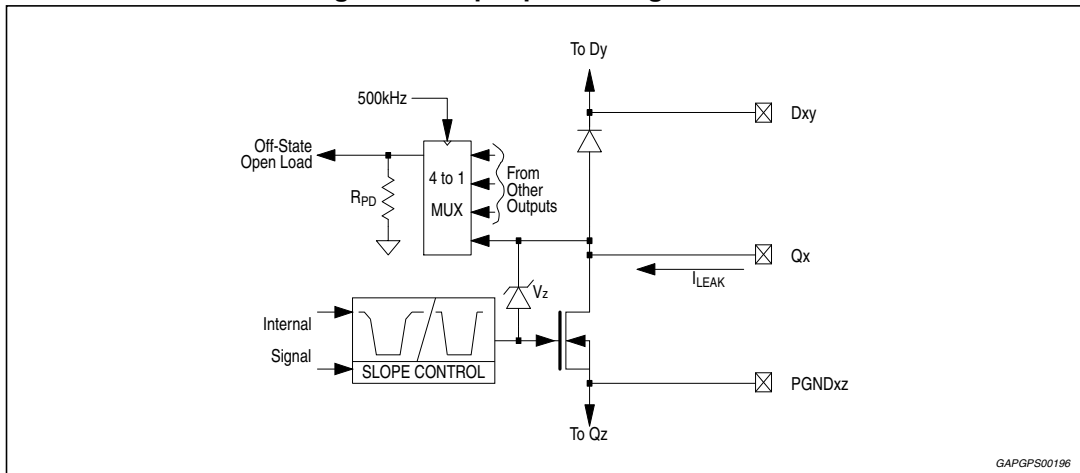 To Dy
500kHz
Dxy
Off-State
Open Load
4 to 1
MUX
From
Other
Outputs
RPD
Qx
ILEAK
Vz
Internal
Signal
SLOPE CONTROL
PGNDxz
To Qz
GAPGPS00196